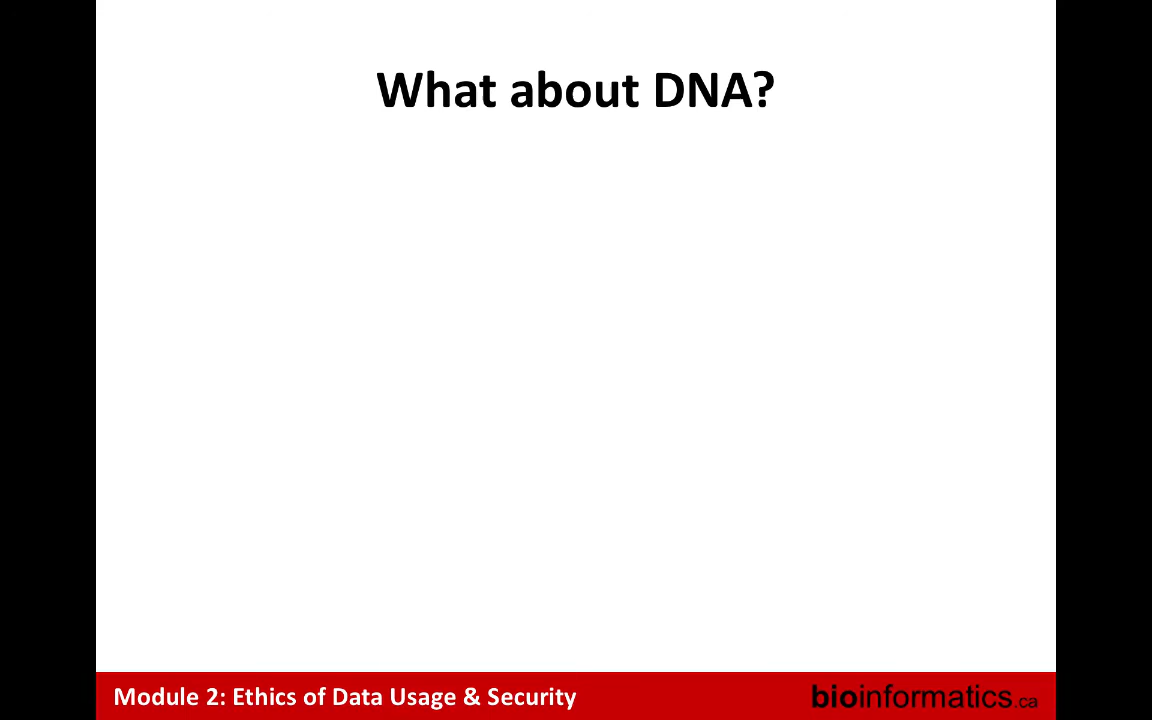 What about DNA?
Module 2: Ethics of Data Usage & Security
bioinformatics.ca